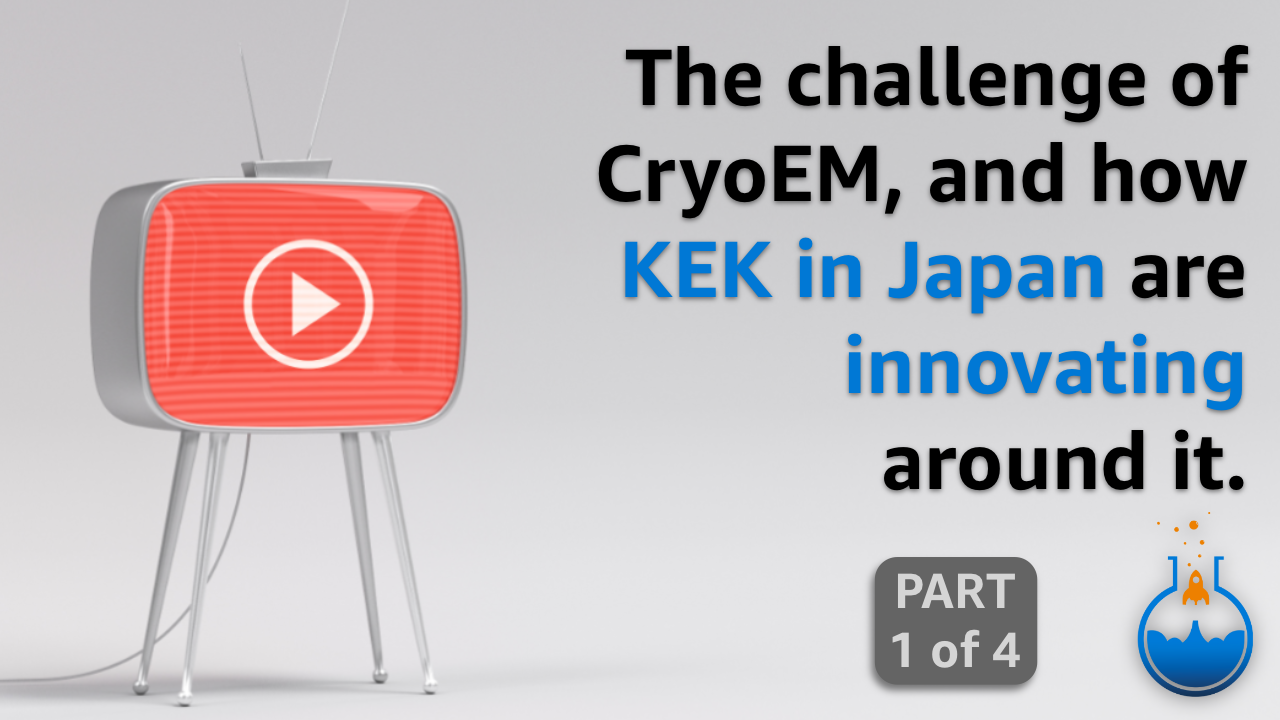 The challenge of
CryoEM, and how
KEK in Japan are
innovating
around it.
PART
1 of 4